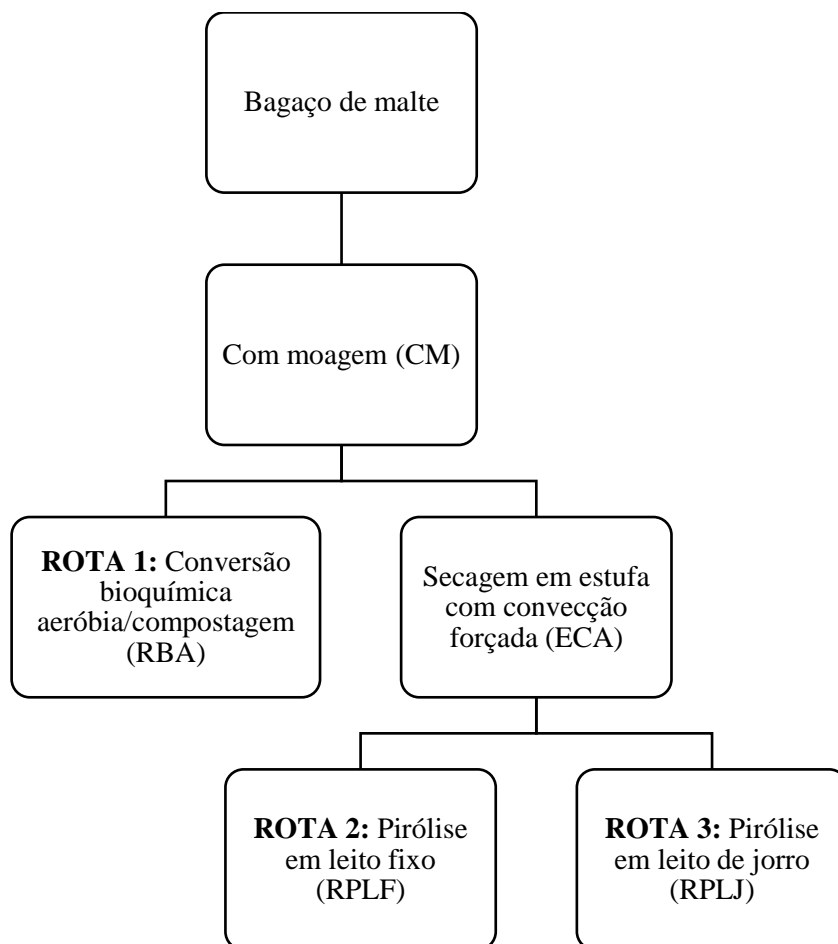 Bagaço de malte
Com moagem (CM)
ROTA 1: Conversão
bioquímica
aeróbia/compostagem
(RBA)
Secagem em estufa
com convecção
forçada (ECA)
ROTA 2: Pirólise
em leito fixo
(RPLF)
ROTA 3: Pirólise
em leito de jorro
(RPLJ)